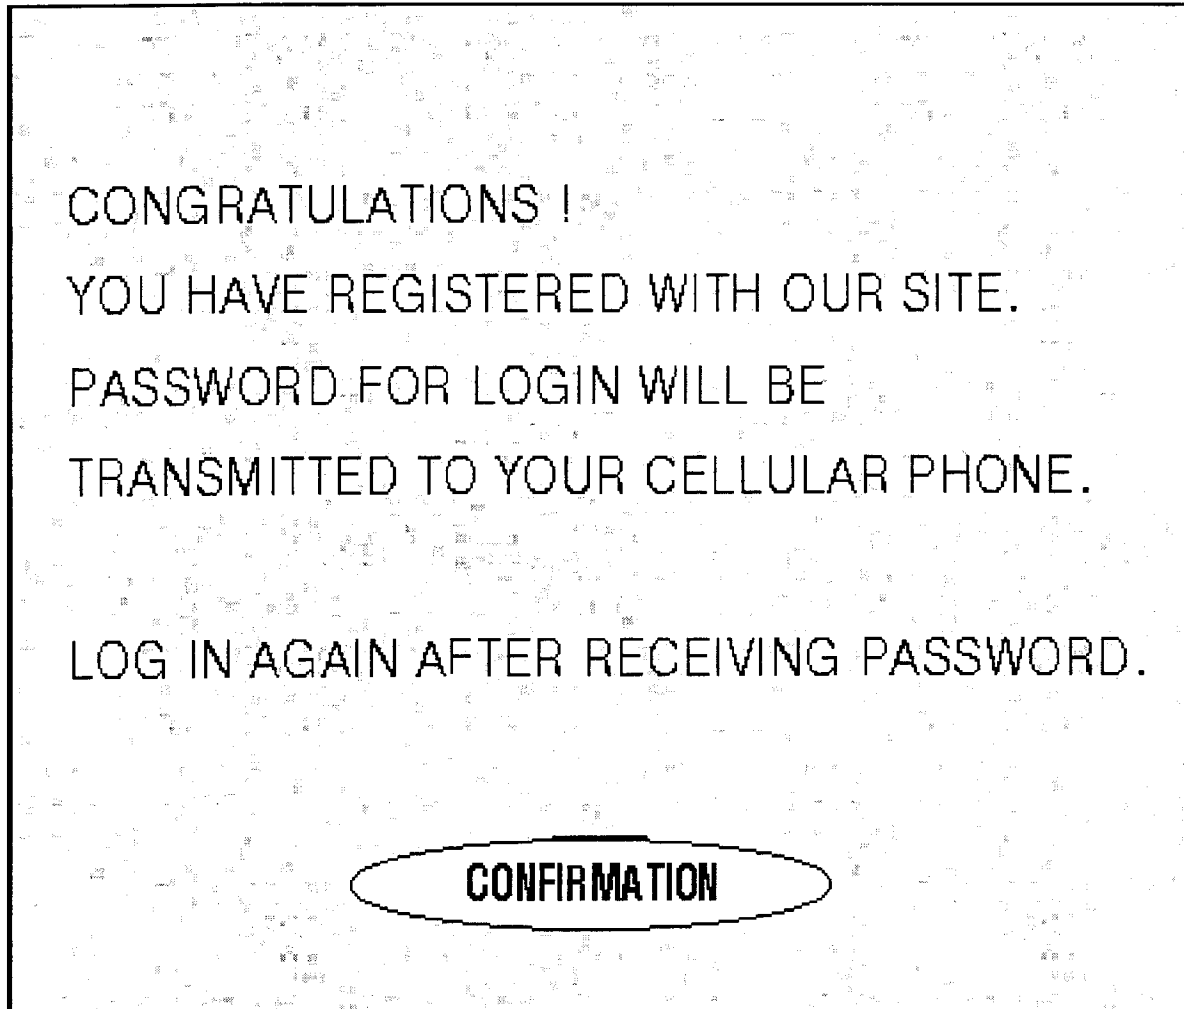 CONGRATULATIONS !
YOU HAVE REGISTERED WITH OUR SITE.
PASSWORD FOR LOGIN WILL BE
TRANSMITTED TO YOUR CELLULAR PHONE.
LOG IN AGAIN AFTER RECEIVING PASSWORD.
CONFIRMATION